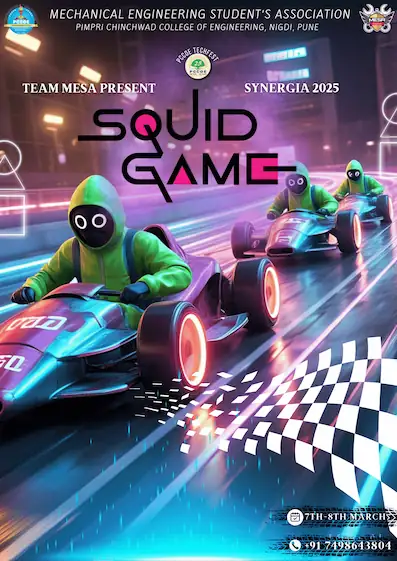 MECHANICAL ENGINEERING STUDENT'S ASSOCIATION
PIMPRI CHINCHWAD COLLEGE OF ENGINEERING, NIGDI, PUNE
PCCOE TECHFEST
PCCOE
TEAM MESA PRESENT
SYNERGIA 2025
SQUID
GAME
7TH-8TH MARCH
+91 7498643804